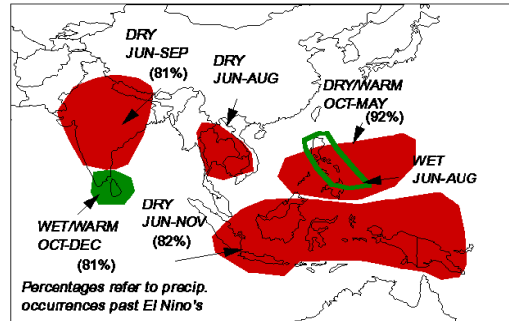 DRY
JUN-SEP
(81%)
DRY
JUN-AUG
DRY/WARM
OCT-MAY
(92%)
WET
JUN-AUG
WET/WARM
OCT-DEC
(81%)
DRY
JUN-NOV
(82%)
Percentages refer to precip.
occurrences past El Nino's